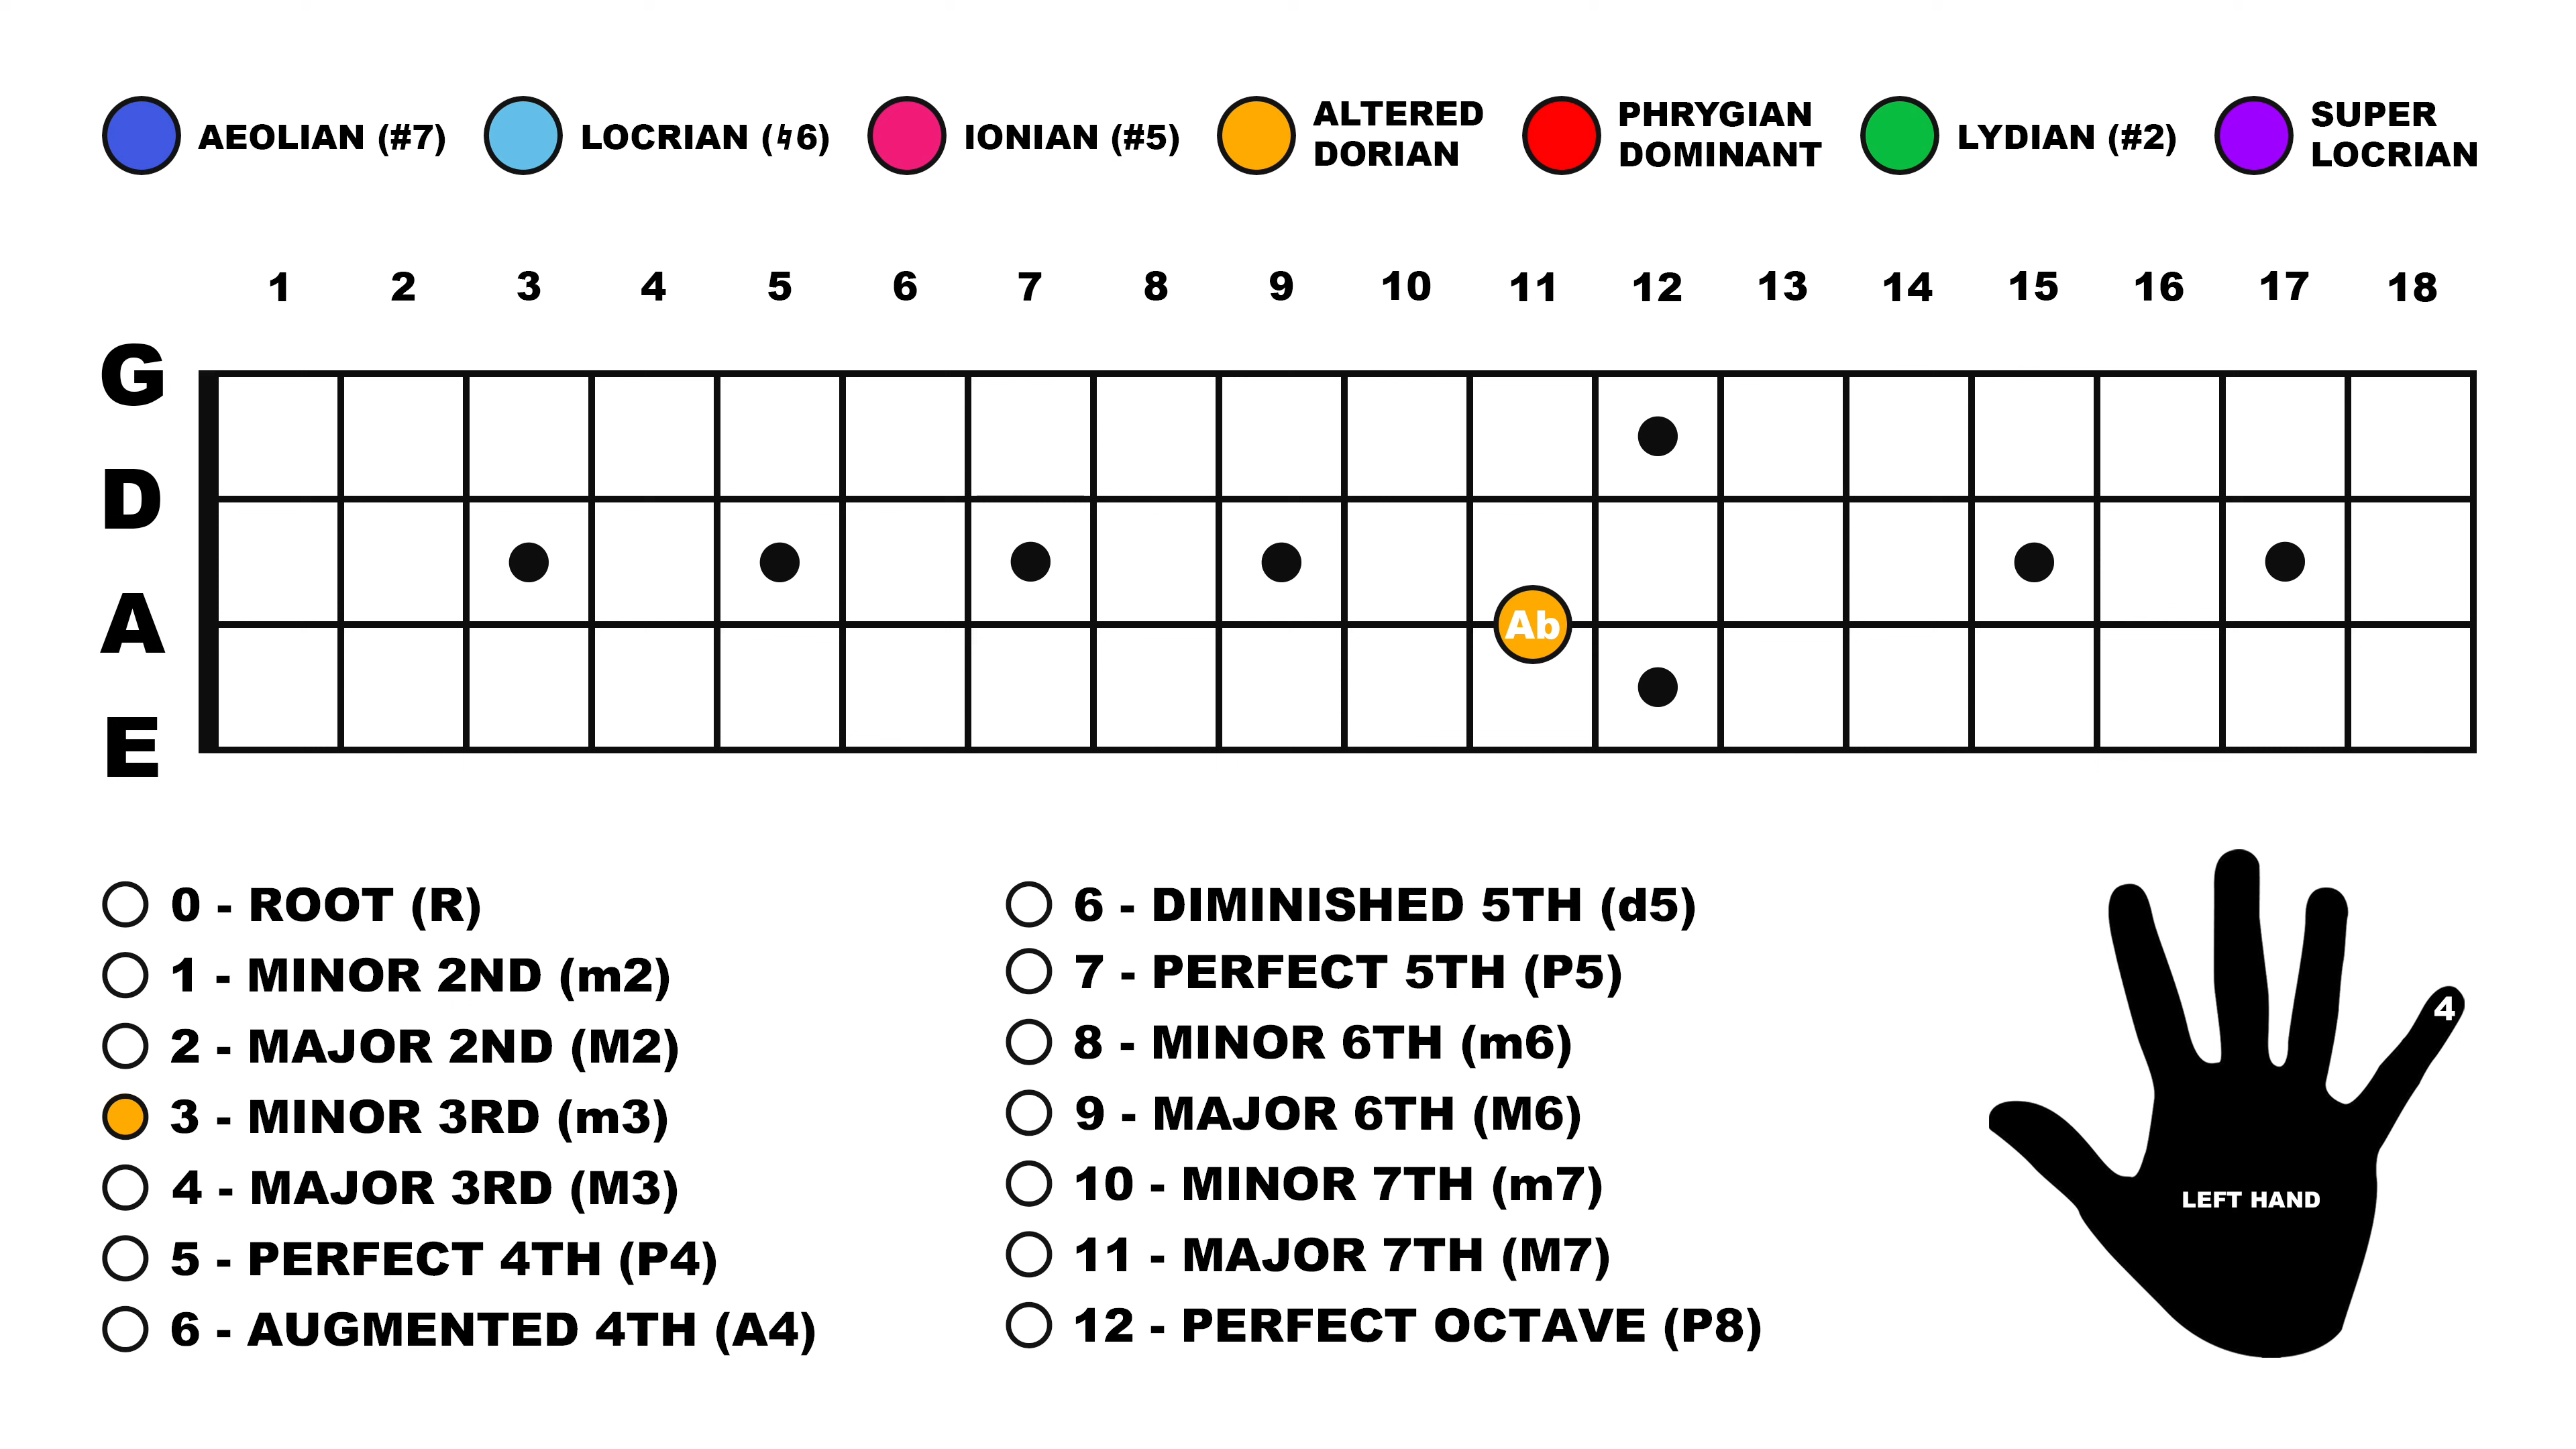 AEOLIAN (#7)
LOCRIAN (♮6)
IONIAN (#5)
ALTERED
DORIAN
PHRYGIAN
DOMINANT
LYDIAN (#2)
SUPER
LOCRIAN
1 2 3 4 5 6 7 8 9 10 11 12 13 14 15 16 17 18
G
D
A
E
Ab
0 - ROOT (R)
1 - MINOR 2ND (m2)
2 - MAJOR 2ND (M2)
3 - MINOR 3RD (m3)
4 - MAJOR 3RD (M3)
5 - PERFECT 4TH (P4)
6 - AUGMENTED 4TH (A4)
6 - DIMINISHED 5TH (d5)
7 - PERFECT 5TH (P5)
8 - MINOR 6TH (m6)
9 - MAJOR 6TH (M6)
10 - MINOR 7TH (m7)
11 - MAJOR 7TH (M7)
12 - PERFECT OCTAVE (P8)
4
LEFT HAND